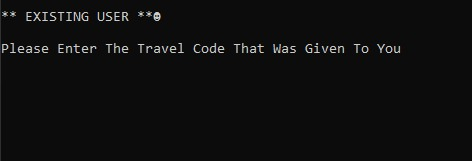 ** EXISTING USER **
Please Enter The Travel Code That Was Given To You